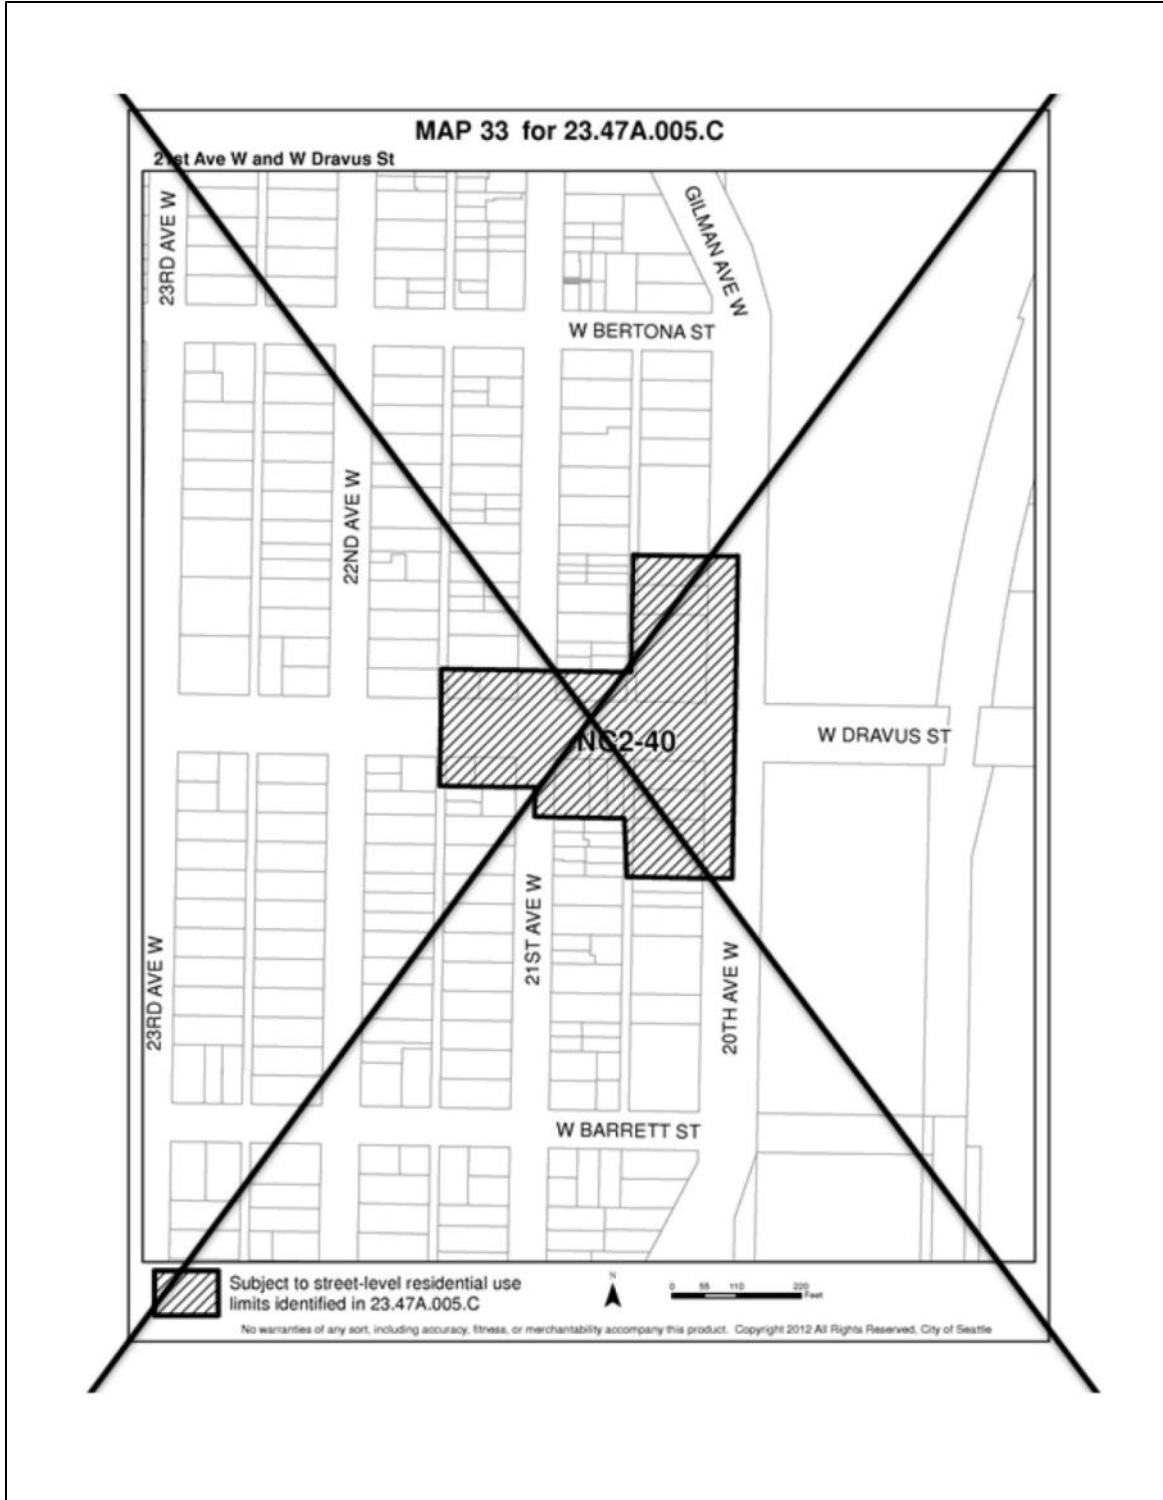 MAP 33 for 23.47A.005.C
21st Ave W and W Dravus St
23RD AVE W
GILMAN AVE W
W BERTONA ST
22ND AVE W
NC2-40
W DRAVUS ST
21ST AVE W
20TH AVE W
23RD AVE W
W BARRETT ST
Subject to street-level residential use
limits identified in 23.47A.005.C
N
0 55 110 220
Feet
No warranties of any sort, including accuracy, fitness, or merchantability accompany this product. Copyright 2012 All Rights Reserved, City of Seattle